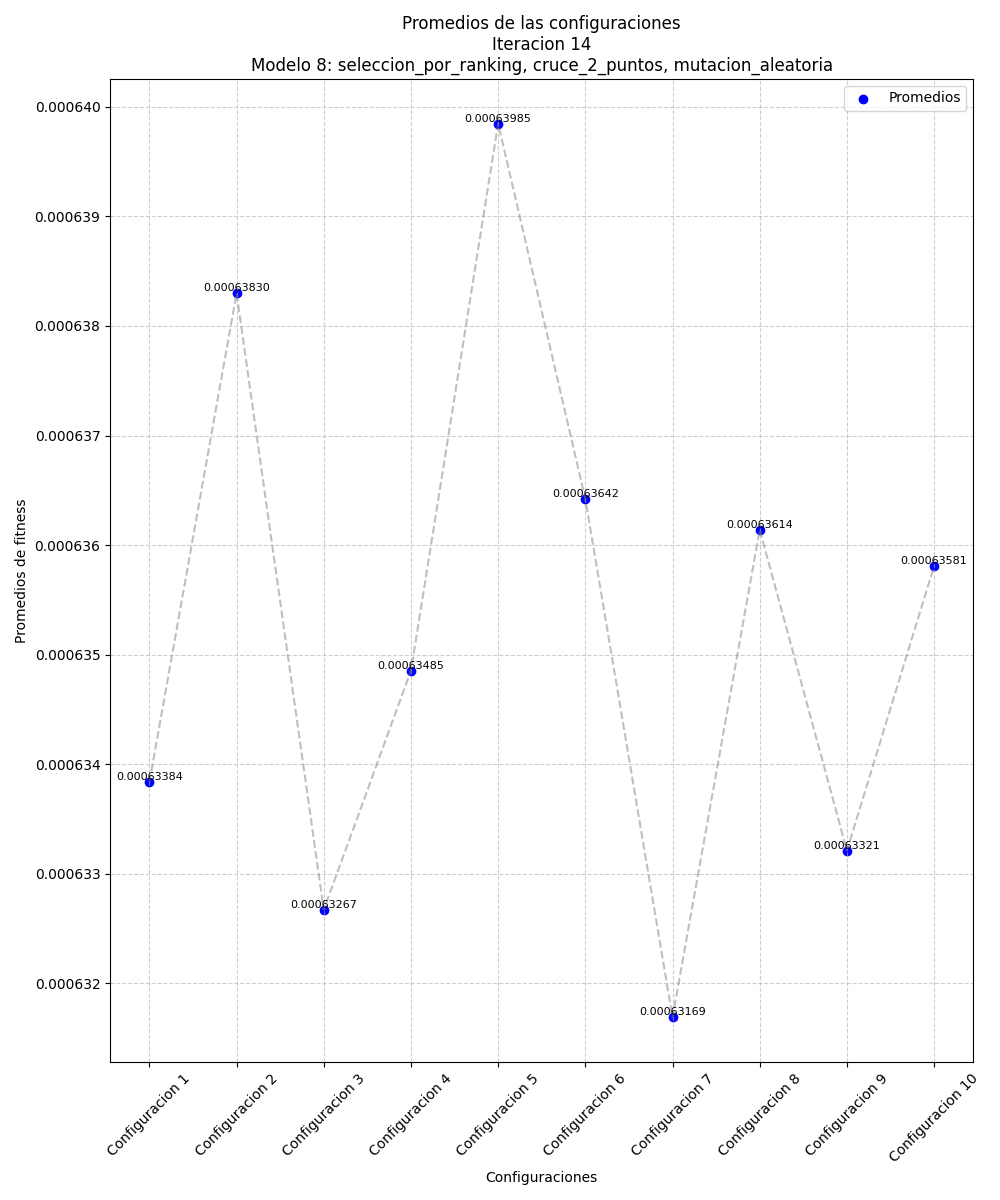 Promedios de las configuraciones
Iteracion 14
Modelo 8: seleccion_por_ranking, cruce_2_puntos, mutacion_aleatoria
Promedios
0.000640
0.000639
0.000638
0.000637
0.000636
0.000635
0.000634
0.000633
0.000632
Promedios de fitness
0.00063384
0.00063830
0.00063267
0.00063485
0.00063985
0.00063642
0.00063169
0.00063614
0.00063321
0.00063581
Configuracion 1
Configuracion 2
Configuracion 3
Configuracion 4
Configuracion 5
Configuracion 6
Configuracion 7
Configuracion 8
Configuracion 9
Configuracion 10
Configuraciones